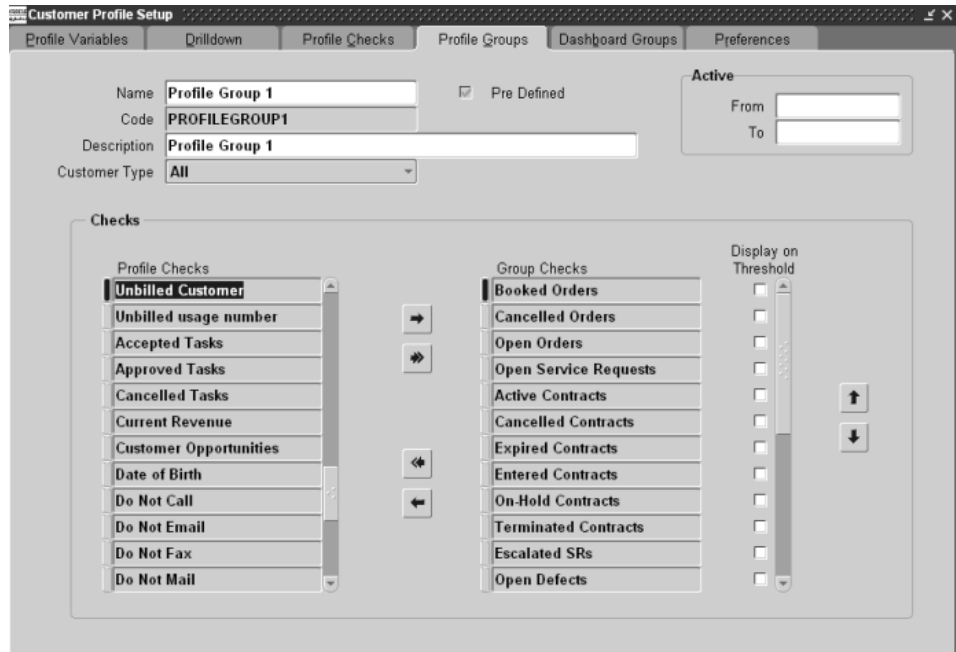 Customer Profile Setup
Profile Variables
Drilldown
Profile Checks
Profile Groups
Dashboard Groups
Preferences
Name Profile Group 1
Pre Defined
Code PROFILEGROUP1
Description Profile Group 1
Customer Type All
Active
From
To
Checks
Profile Checks
Unbilled Customer
Unbilled usage number
Accepted Tasks
Approved Tasks
Cancelled Tasks
Current Revenue
Customer Opportunities
Date of Birth
Do Not Call
Do Not Email
Do Not Fax
Do Not Mail
Group Checks
Display on
Threshold
Booked Orders
Cancelled Orders
Open Orders
Open Service Requests
Active Contracts
Cancelled Contracts
Expired Contracts
Entered Contracts
On-Hold Contracts
Terminated Contracts
Escalated SRs
Open Defects